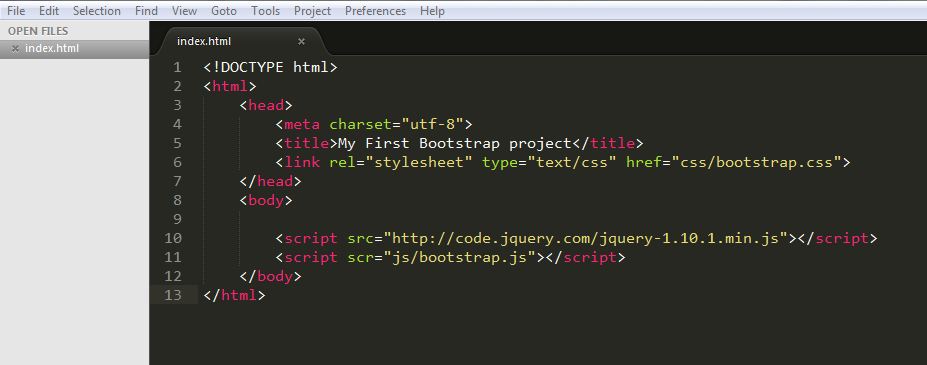 File Edit Selection Find View Goto Tools Project Preferences Help
OPEN FILES
index.html
index.html
1 <!DOCTYPE html>
2 <html>
3 <head>
4 <meta charset="utf-8">
5 <title>My First Bootstrap project</title>
6 <link rel="stylesheet" type="text/css" href="css/bootstrap.css">
7 </head>
8 <body>
9
10 <script src="http://code.jquery.com/jquery-1.10.1.min.js"></script>
11 <script scr="js/bootstrap.js"></script>
12 </body>
13 </html>